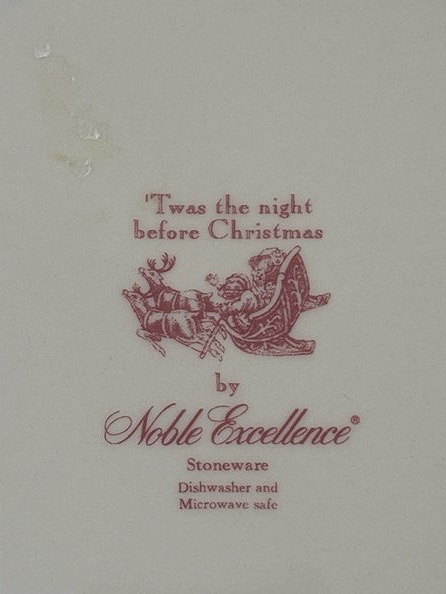 'Twas the night
before Christmas
by
Noble Excellence®
Stoneware
Dishwasher and
Microwave safe